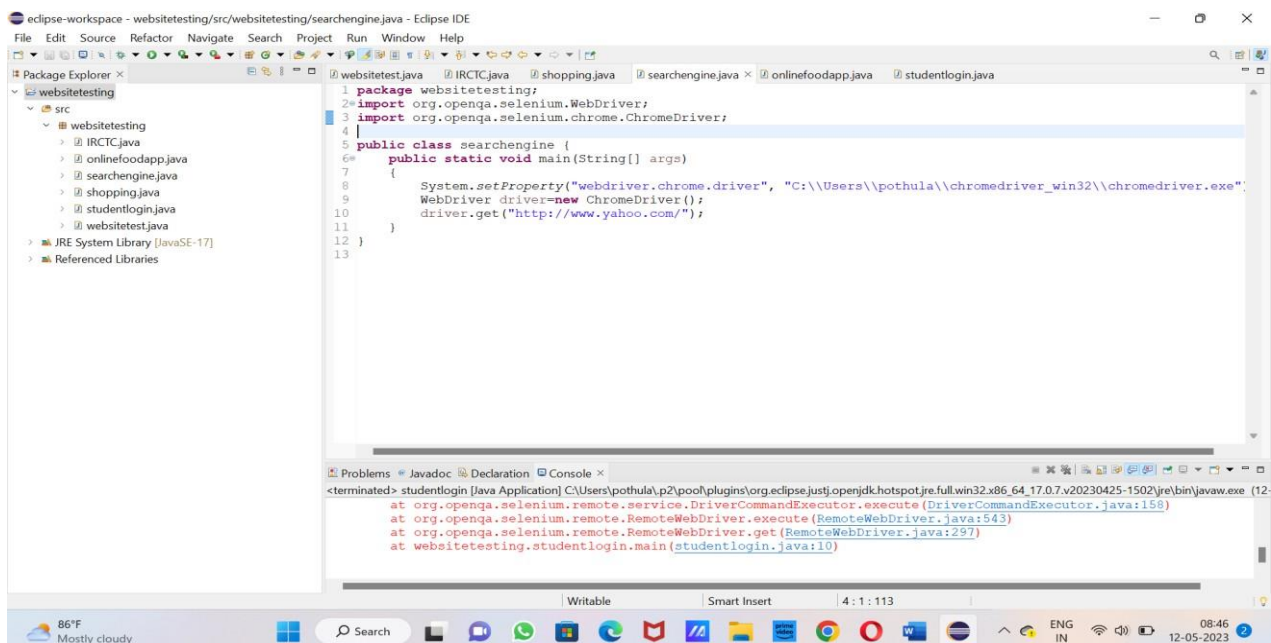 eclipse-workspace - websitetesting/src/websitetesting/searchengine.java - Eclipse IDE
File Edit Source Refactor Navigate Search Project Run Window Help
Package Explorer ×
websitetesting
src
websitetesting
IRCTC.java
onlinefoodapp.java
searchengine.java
shopping.java
studentlogin.java
websitetest.java
JRE System Library [JavaSE-17]
Referenced Libraries
websitetest.java IRCTC.java shopping.java searchengine.java × onlinefoodapp.java studentlogin.java
1 package websitetesting;
2 import org.openqa.selenium.WebDriver;
3 import org.openqa.selenium.chrome.ChromeDriver;
4
5 public class searchengine {
6 public static void main(String[] args)
7 {
8 System.setProperty("webdriver.chrome.driver", "C:\\Users\\pothula\\chromedriver_win32\\chromedriver.exe")
9 WebDriver driver=new ChromeDriver();
10 driver.get("http://www.yahoo.com/");
11 }
12 }
13
Problems Javadoc Declaration Console ×
<terminated> studentlogin [Java Application] C:\Users\pothula\.p2\pool\plugins\org.eclipse.justj.openjdk.hotspot.jre.full.win32.x86_64_17.0.7.v20230425-1502\jre\bin\javaw.exe (12-
at org.openqa.selenium.remote.service.DriverCommandExecutor.execute(DriverCommandExecutor.java:158)
at org.openqa.selenium.remote.RemoteWebDriver.execute(RemoteWebDriver.java:543)
at org.openqa.selenium.remote.RemoteWebDriver.get(RemoteWebDriver.java:297)
at websitetesting.studentlogin.main(studentlogin.java:10)
Writable Smart Insert 4 : 1 : 113
86°F
Mostly cloudy
Search
prime video
W
ENG
IN
08:46
12-05-2023
2